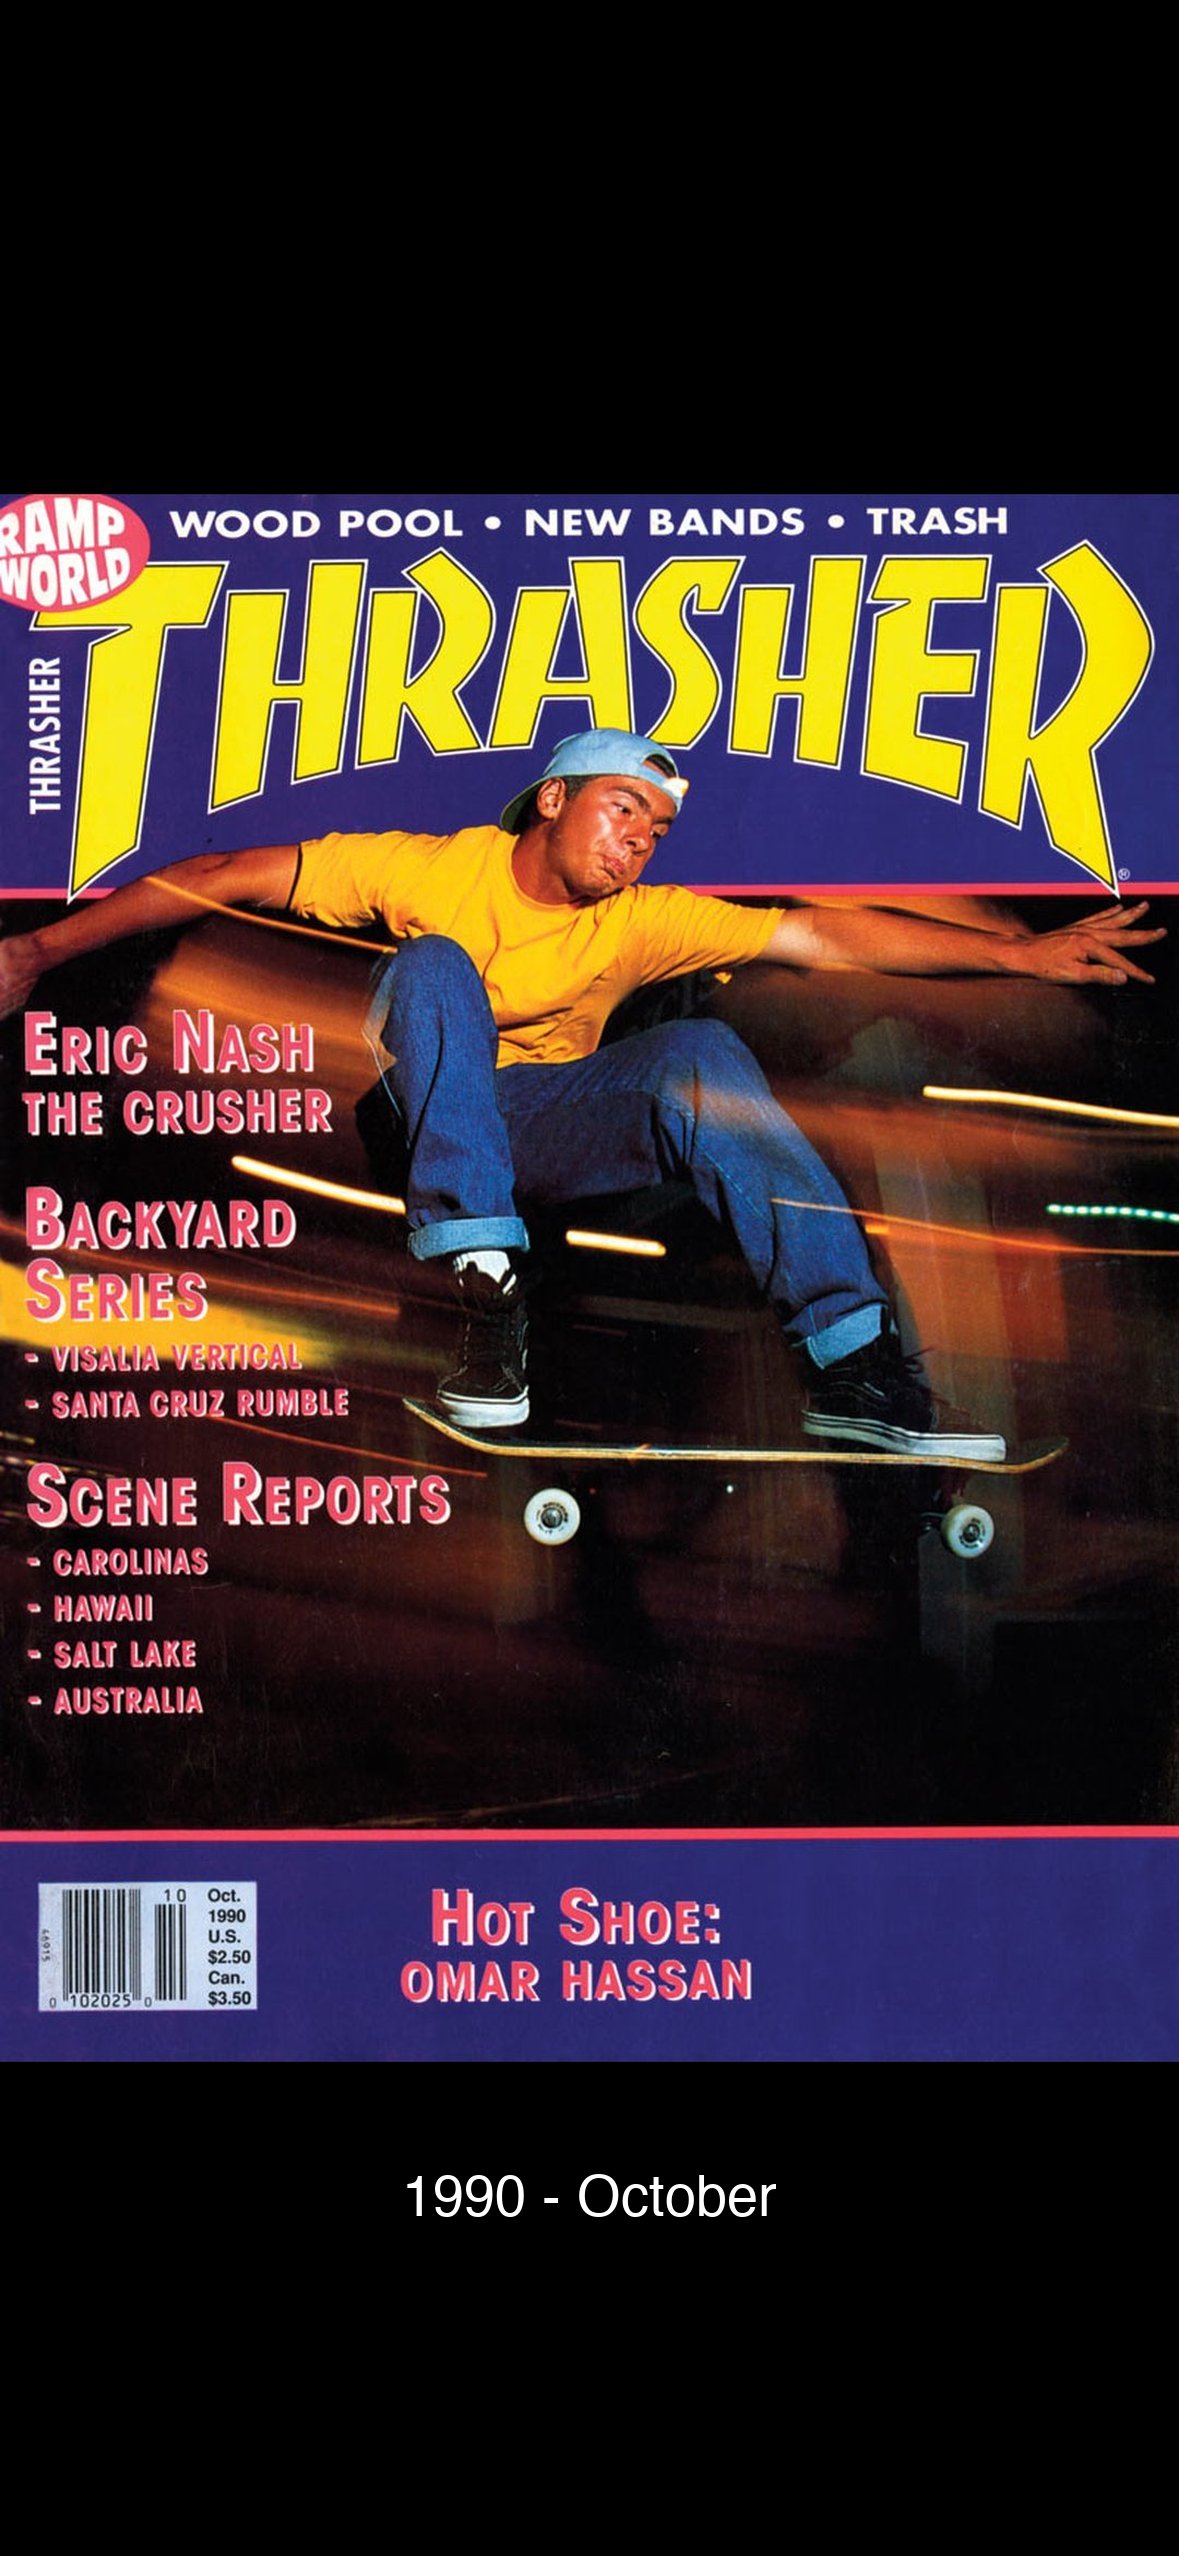 RAMP
WORLD
WOOD POOL • NEW BANDS • TRASH
THRASHER
THRASHER
®
ERIC NASH
THE CRUSHER
BACKYARD
SERIES
- VISALIA VERTICAL
- SANTA CRUZ RUMBLE
SCENE REPORTS
- CAROLINAS
- HAWAII
- SALT LAKE
- AUSTRALIA
HOT SHOE:
OMAR HASSAN
10
Oct.
1990
U.S.
$2.50
Can.
$3.50
46915
0 102025 0
1990 - October